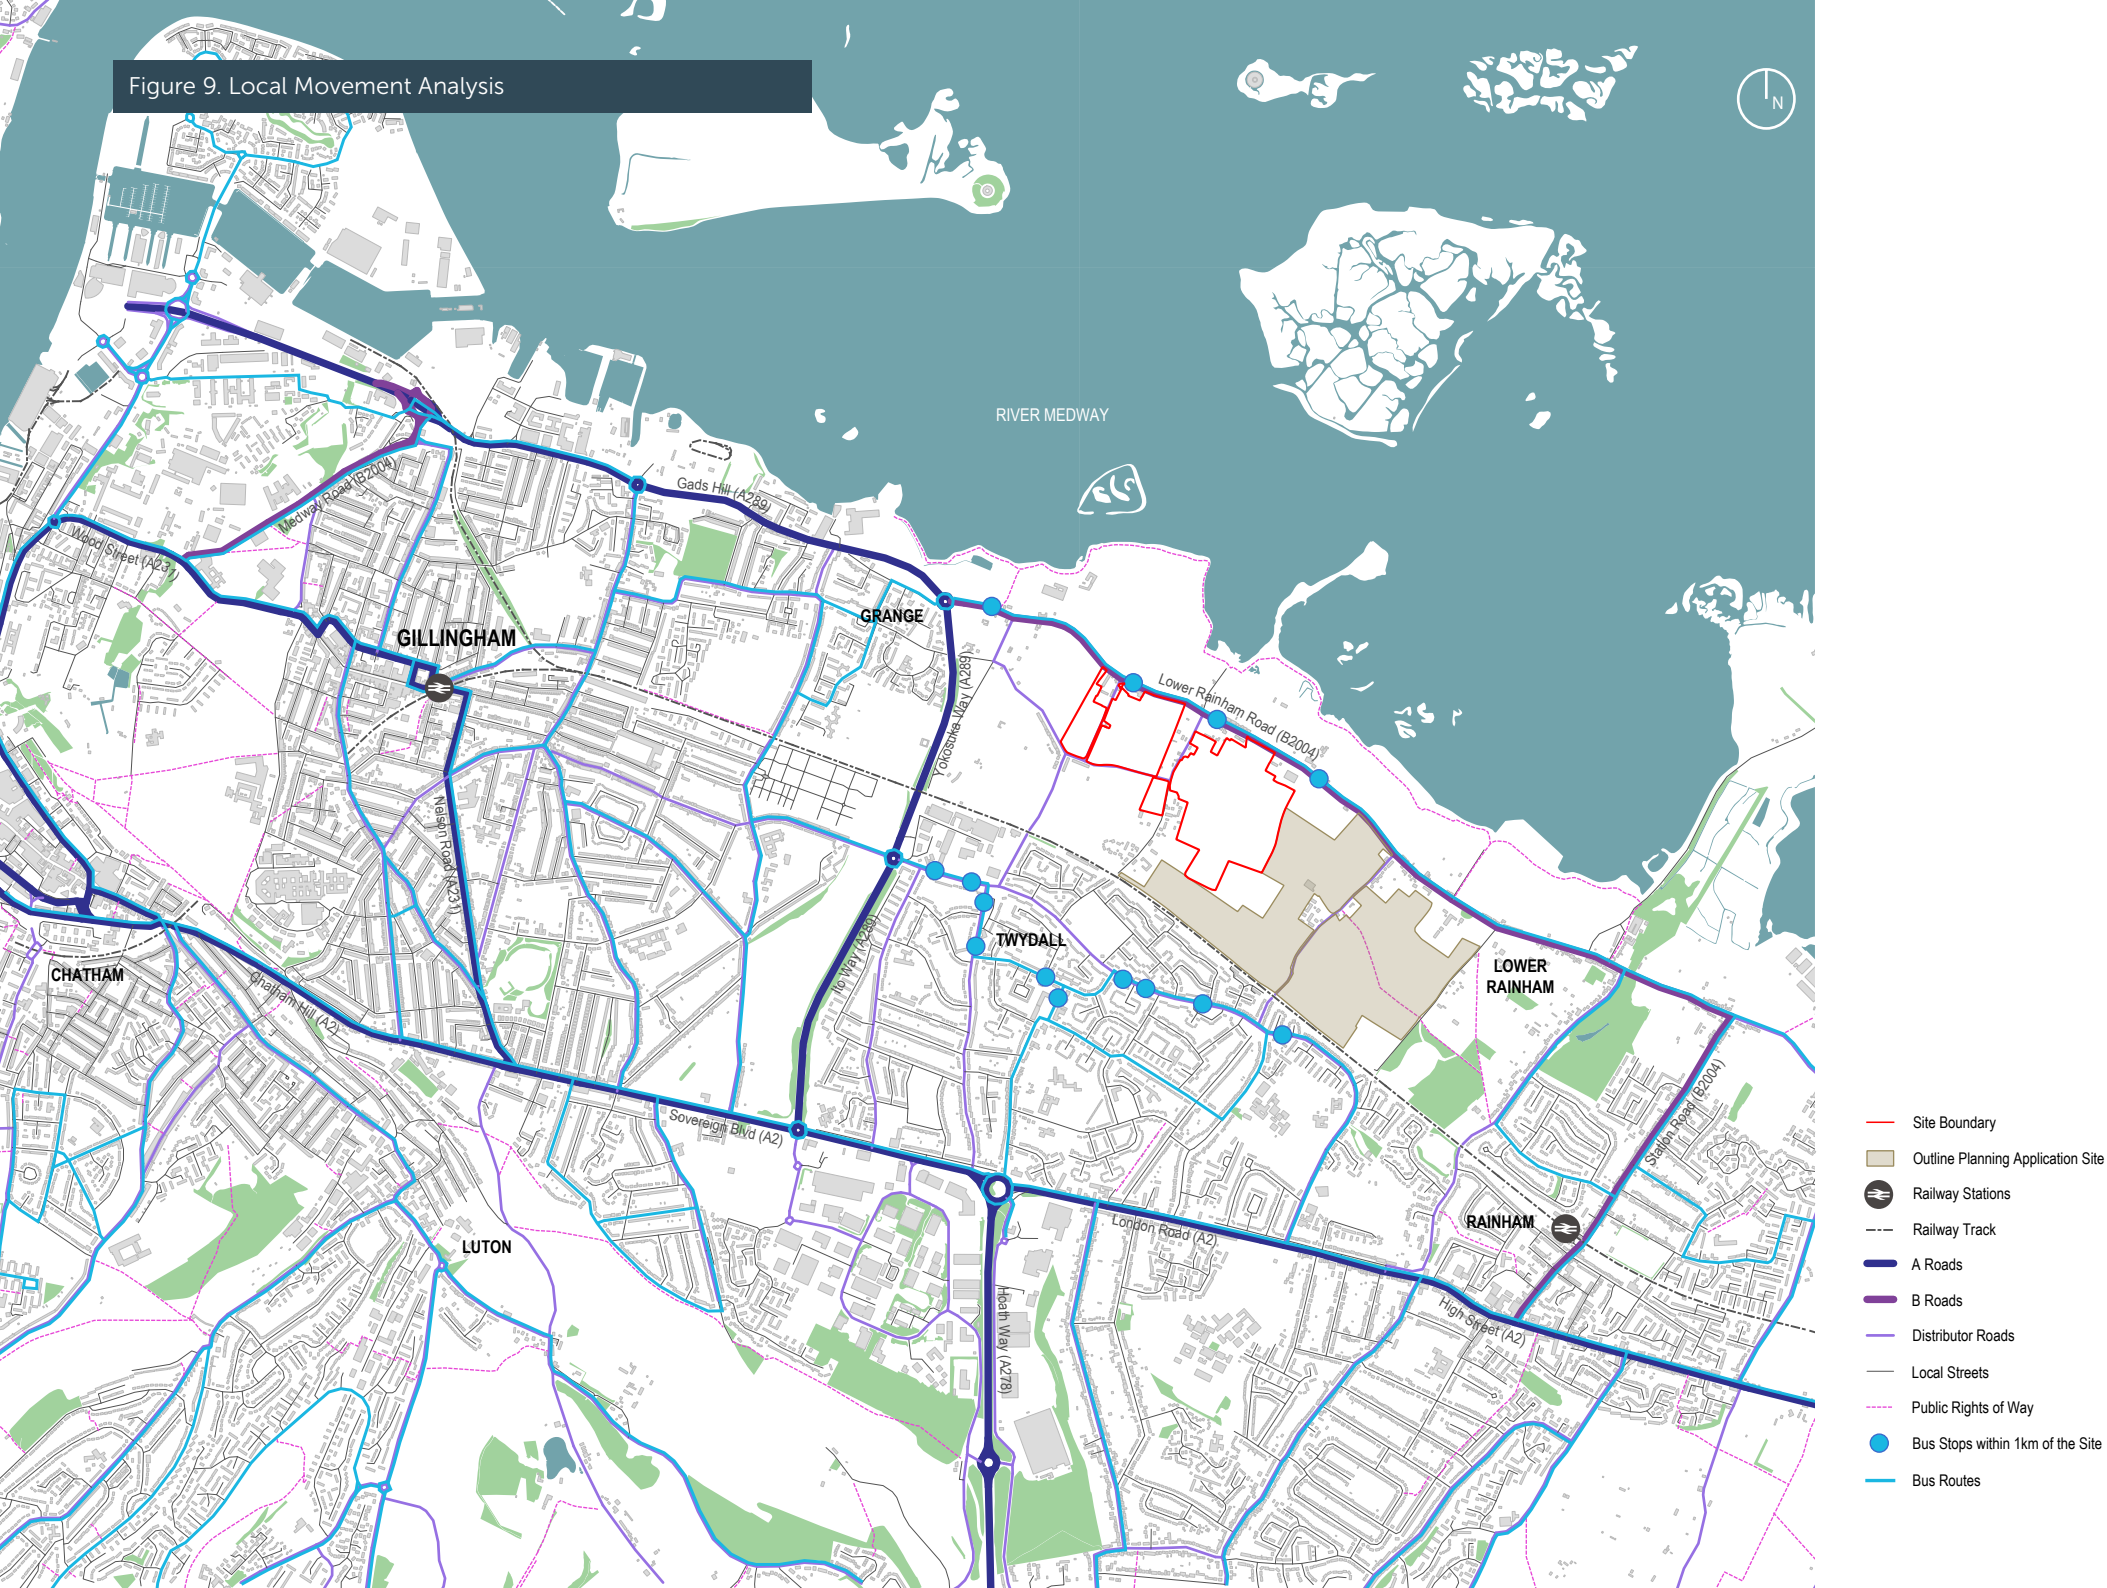 Figure 9. Local Movement Analysis
N
RIVER MEDWAY
Gads Hill (A289)
Medway Road (B2004)
Wood Street (A231)
GRANGE
GILLINGHAM
Yokosuka Way (A289)
Lower Rainham Road (B2004)
Nelson Road (A231)
Ito Way (A289)
TWYDALL
LOWER
RAINHAM
CHATHAM
Chatham Hill (A2)
Sovereign Blvd (A2)
Station Road (B2004)
LUTON
London Road (A2)
RAINHAM
Hoath Way (A278)
High Street (A2)
Site Boundary
Outline Planning Application Site
Railway Stations
Railway Track
A Roads
B Roads
Distributor Roads
Local Streets
Public Rights of Way
Bus Stops within 1km of the Site
Bus Routes